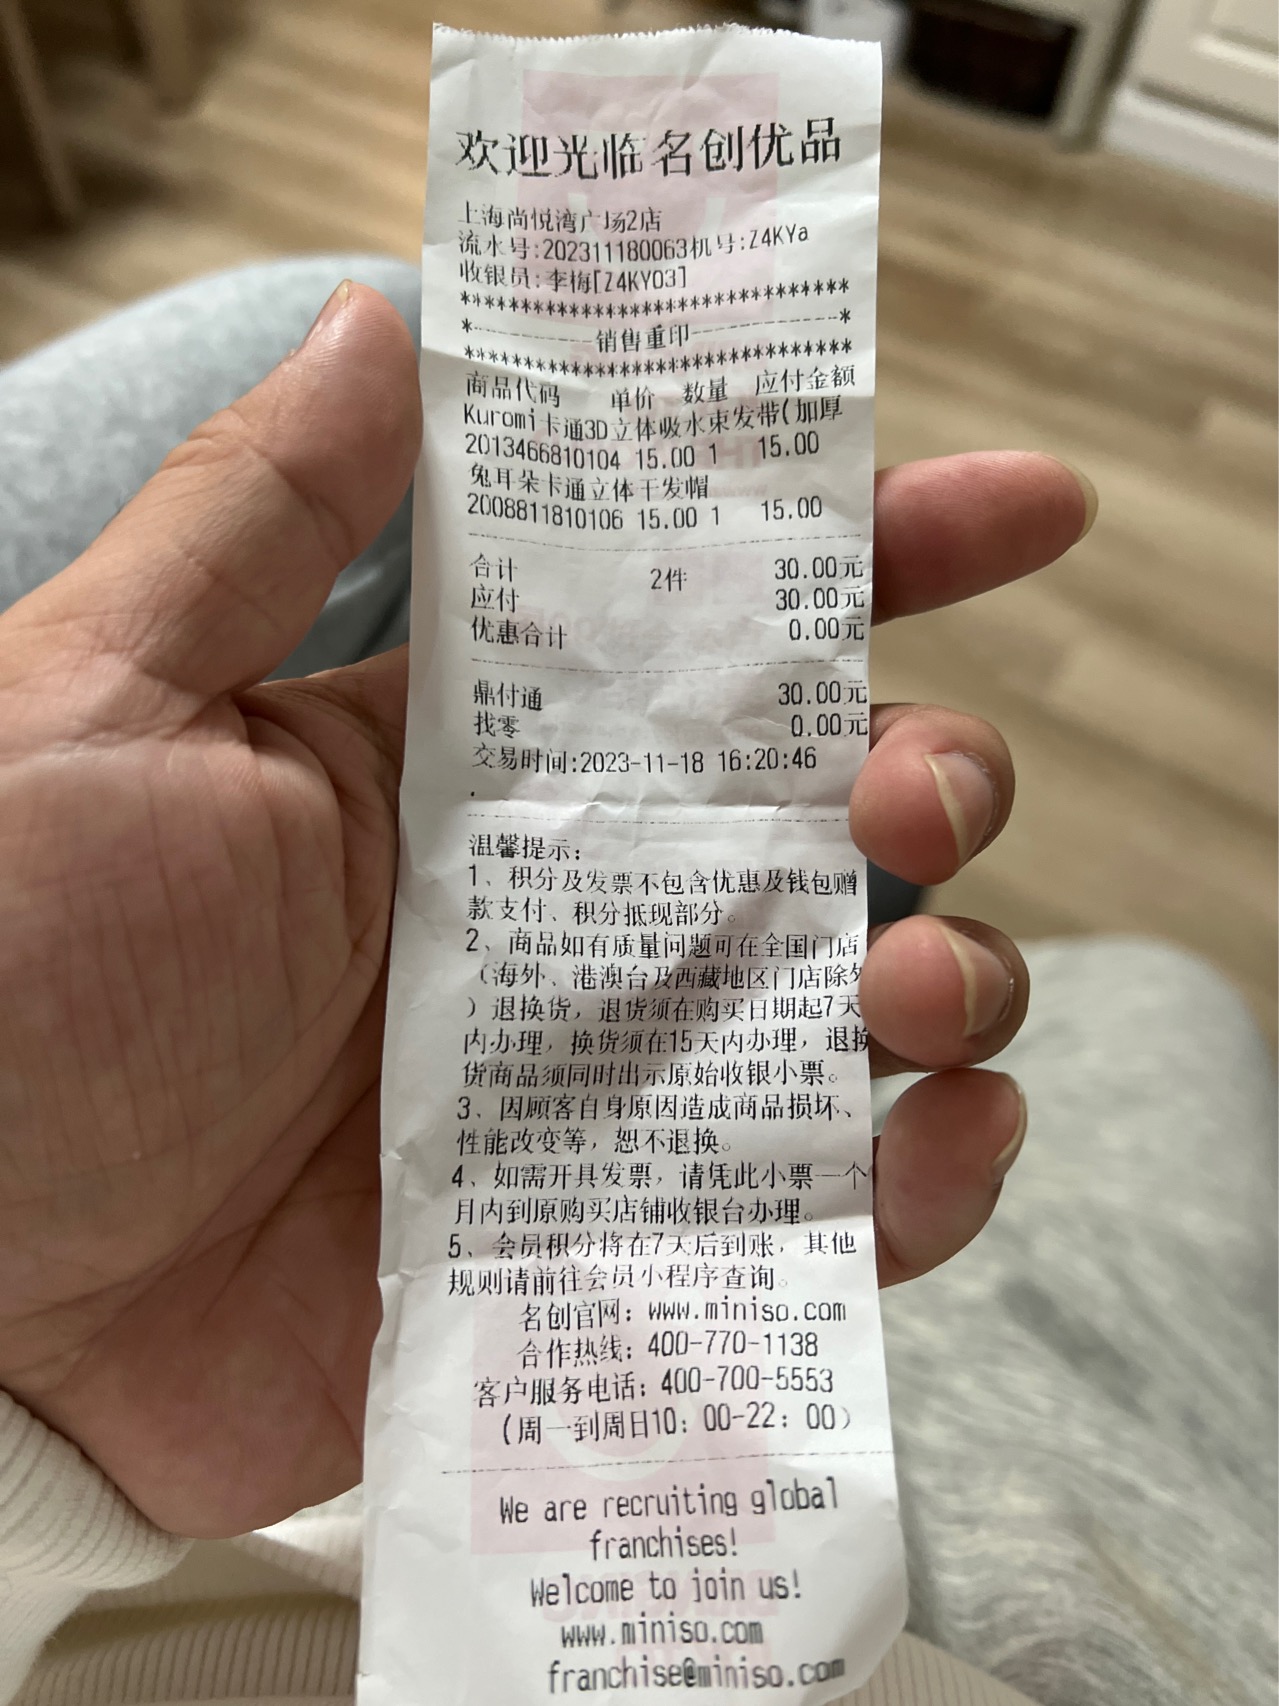 欢迎光临名创优品
上海尚悦湾广场2店
流水号:202311180063机号:Z4KYa
收银员:李梅[Z4KY03]
*******************************
*----------销售重印------------*
*******************************
商品代码 单价 数量 应付金额
Kuromi卡通3D立体吸水束发带(加厚
2013466810104 15.00 1 15.00
兔耳朵卡通立体干发帽
2008811810106 15.00 1 15.00
合计 2件 30.00元
应付 30.00元
优惠合计 0.00元
鼎付通 30.00元
找零 0.00元
交易时间:2023-11-18 16:20:46
.
温馨提示:
1、积分及发票不包含优惠及钱包赠
款支付、积分抵现部分。
2、商品如有质量问题可在全国门店
（海外、港澳台及西藏地区门店除外
）退换货，退货须在购买日期起7天
内办理，换货须在15天内办理，退换
货商品须同时出示原始收银小票。
3、因顾客自身原因造成商品损坏、
性能改变等，恕不退换。
4、如需开具发票，请凭此小票一个
月内到原购买店铺收银台办理。
5、会员积分将在7天后到账，其他
规则请前往会员小程序查询。
名创官网：www.miniso.com
合作热线：400-770-1138
客户服务电话：400-700-5553
(周一到周日10：00-22：00）
We are recruiting global
franchises!
Welcome to join us!
www.miniso.com
franchise@miniso.com